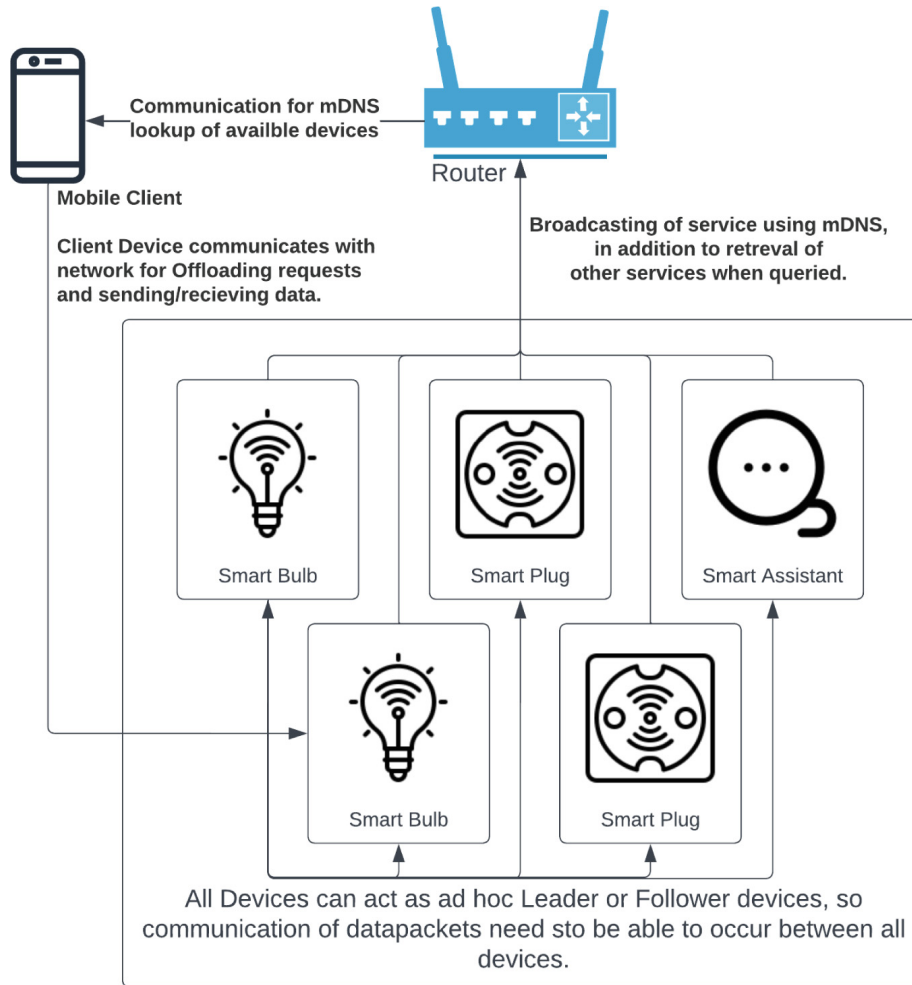 Communication for mDNS
lookup of availble devices
Router
Mobile Client
Client Device communicates with
network for Offloading requests
and sending/recieving data.
Broadcasting of service using mDNS,
in addition to retreval of
other services when queried.
Smart Bulb
Smart Plug
Smart Assistant
Smart Bulb
Smart Plug
All Devices can act as ad hoc Leader or Follower devices, so
communication of datapackets need sto be able to occur between all
devices.